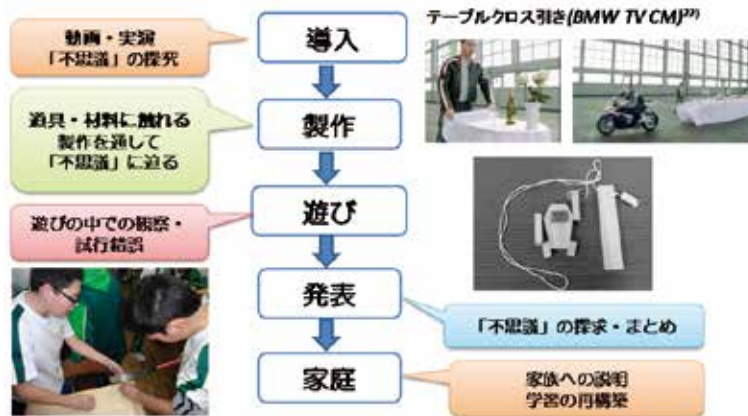 テーブルクロス引き(BMW TV CM)²²⁾
動画・実演
「不思議」の探究
導入
道具・材料に触れる
製作を通して
「不思議」に迫る
製作
遊びの中での観察・
試行錯誤
遊び
発表
「不思議」の探求・まとめ
家庭
家族への説明
学習の再構築